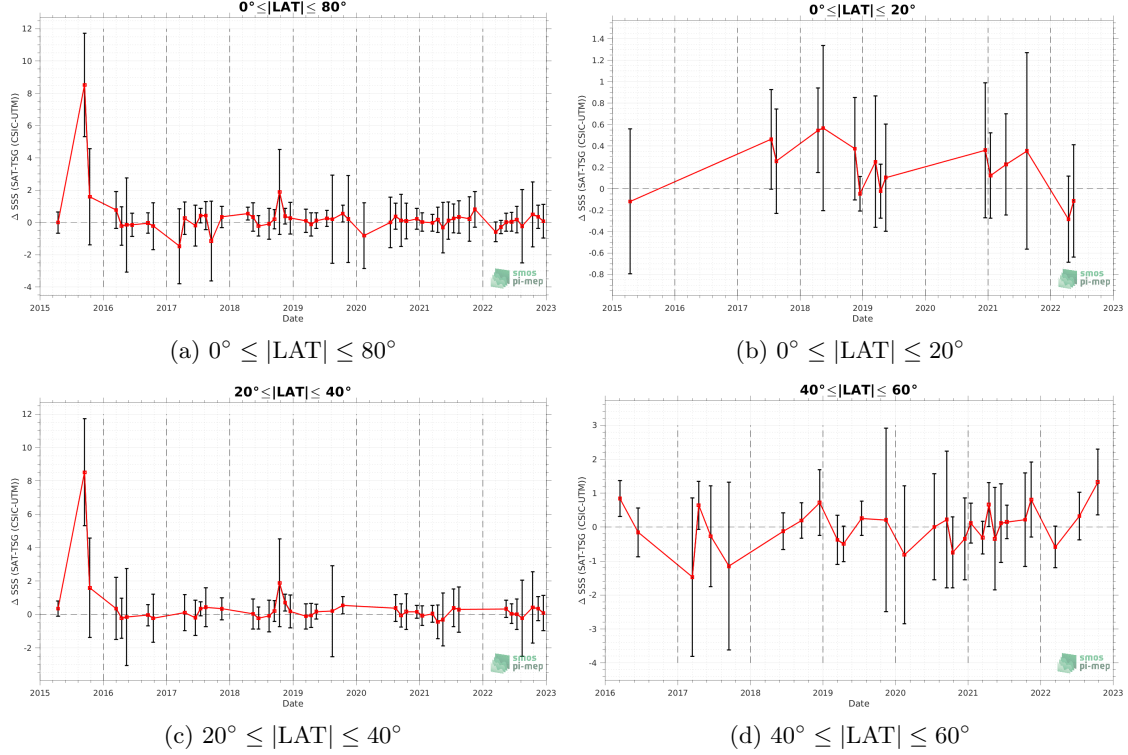 0°≤|LAT|≤ 80°
Δ SSS (SAT-TSG (CSIC-UTM))
12
10
8
6
4
2
0
-2
-4
2015 2016 2017 2018 2019 2020 2021 2022 2023
Date
smos
pi-mep
(a) 0° ≤ |LAT| ≤ 80°
0°≤|LAT|≤ 20°
Δ SSS (SAT-TSG (CSIC-UTM))
1.4
1.2
1
0.8
0.6
0.4
0.2
0
-0.2
-0.4
-0.6
-0.8
2015 2016 2017 2018 2019 2020 2021 2022 2023
Date
smos
pi-mep
(b) 0° ≤ |LAT| ≤ 20°
20°≤|LAT|≤ 40°
Δ SSS (SAT-TSG (CSIC-UTM))
12
10
8
6
4
2
0
-2
2015 2016 2017 2018 2019 2020 2021 2022 2023
Date
smos
pi-mep
(c) 20° ≤ |LAT| ≤ 40°
40°≤|LAT|≤ 60°
Δ SSS (SAT-TSG (CSIC-UTM))
3
2
1
0
-1
-2
-3
-4
2016 2017 2018 2019 2020 2021 2022 2023
Date
smos
pi-mep
(d) 40° ≤ |LAT| ≤ 60°